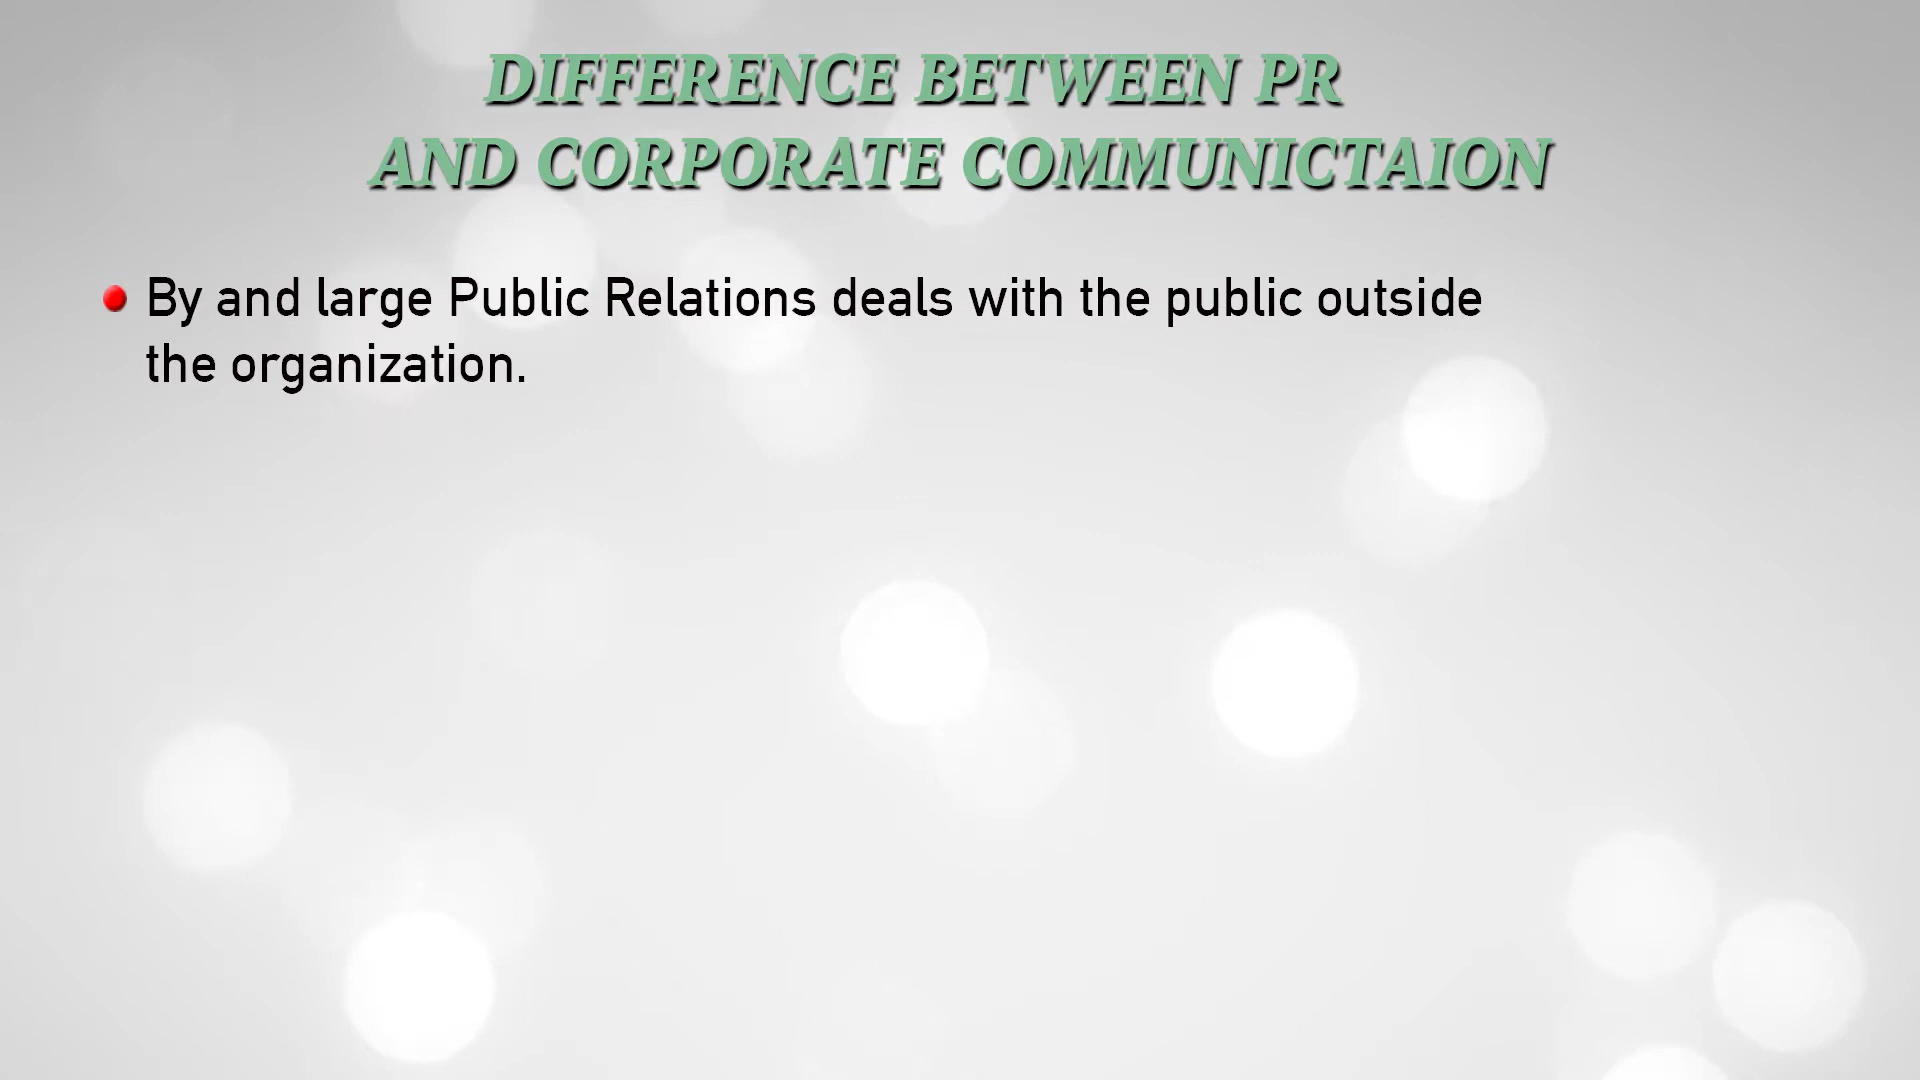 DIFFERENCE BETWEEN PR
AND CORPORATE COMMUNICTAION
By and large Public Relations deals with the public outside
the organization.